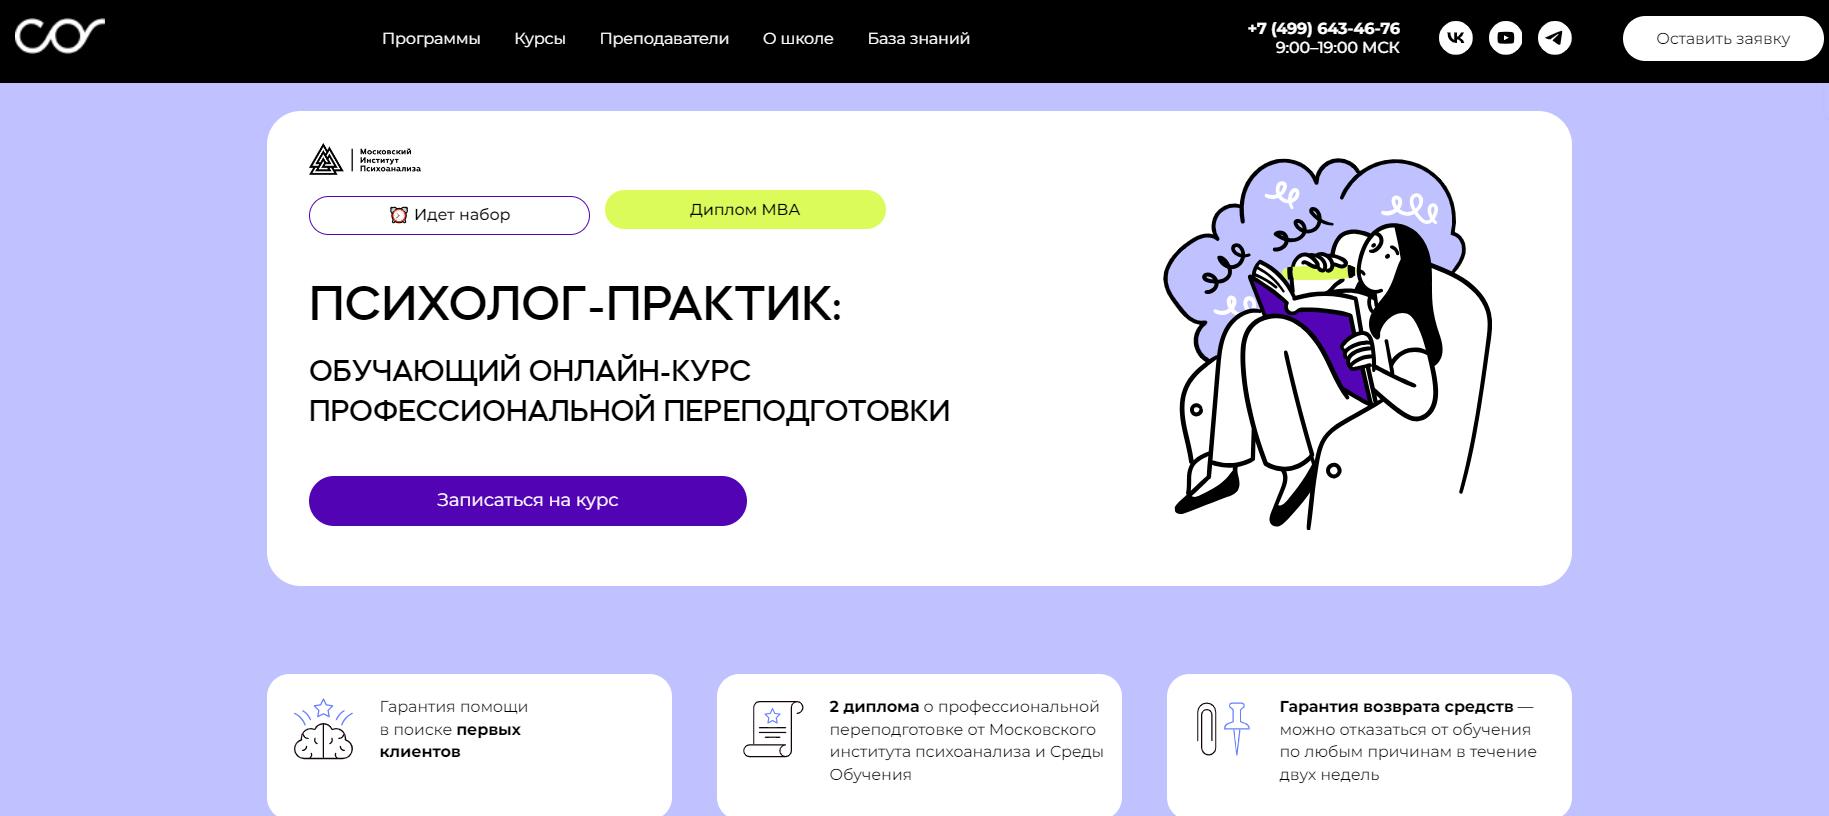 COr
Программы
Курсы
Преподаватели
О школе
База знаний
+7 (499) 643-46-76
9:00–19:00 МСК
Оставить заявку
Московский
Институт
Психоанализа
Идет набор
Диплом MBA
ПСИХОЛОГ-ПРАКТИК:
ОБУЧАЮЩИЙ ОНЛАЙН-КУРС
ПРОФЕССИОНАЛЬНОЙ ПЕРЕПОДГОТОВКИ
Записаться на курс
Гарантия помощи
в поиске первых
клиентов
2 диплома о профессиональной
переподготовке от Московского
института психоанализа и Среды
Обучения
Гарантия возврата средств —
можно отказаться от обучения
по любым причинам в течение
двух недель